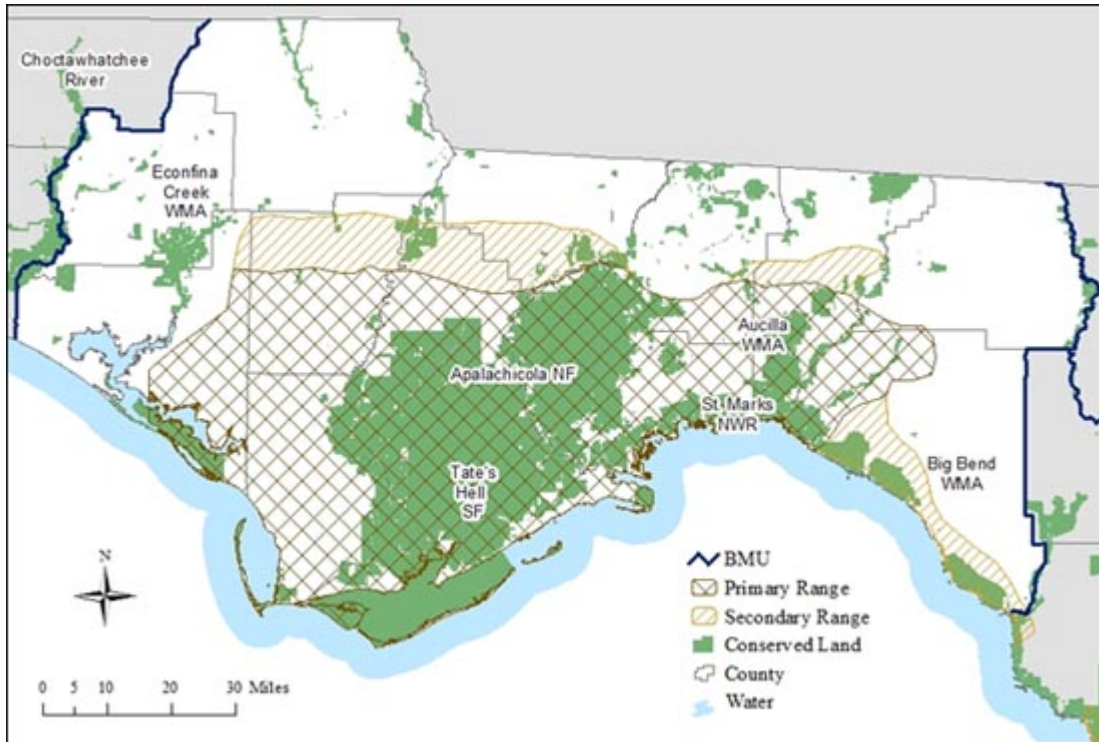 Choctawhatchee
River
Econfina
Creek
WMA
Aucilla
WMA
Apalachicola NF
St. Marks
NWR
Tate's
Hell
SF
Big Bend
WMA
N
BMU
Primary Range
Secondary Range
Conserved Land
County
Water
0 5 10 20 30 Miles